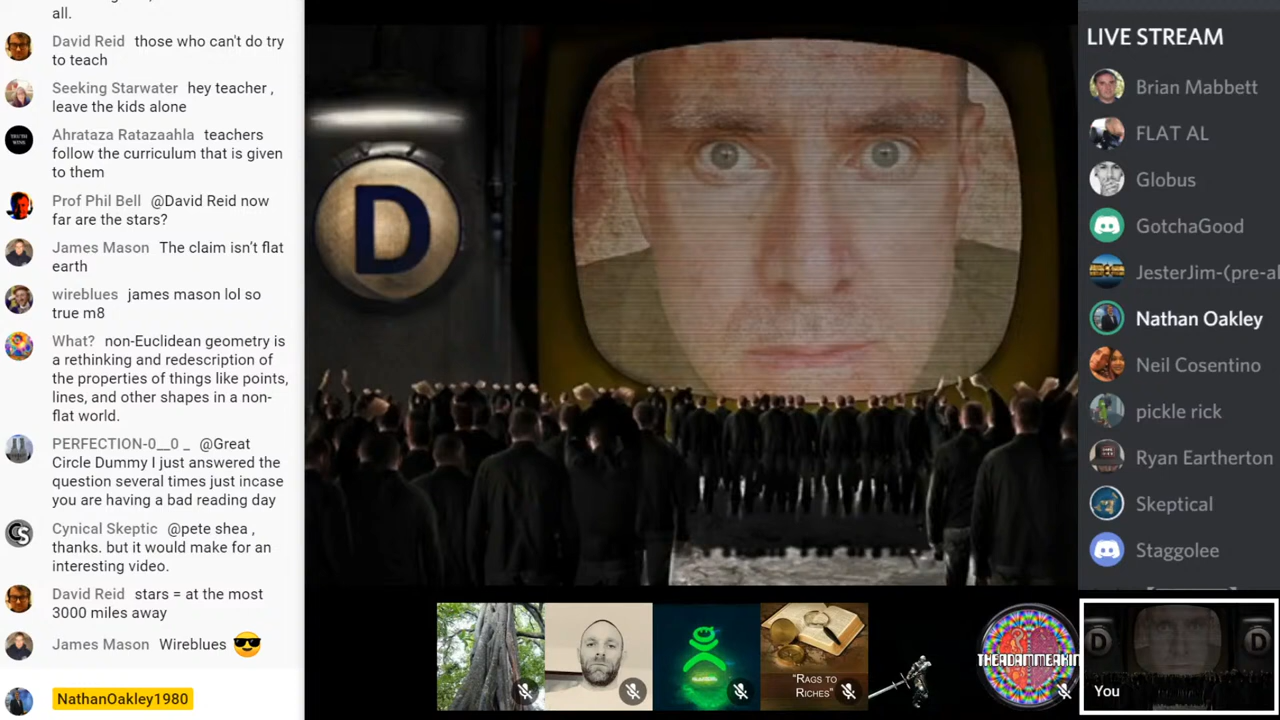 all.
David Reid those who can't do try
to teach
Seeking Starwater hey teacher ,
leave the kids alone
Ahrataza Ratazaahla teachers
follow the curriculum that is given
to them
Prof Phil Bell @David Reid now
far are the stars?
James Mason The claim isn't flat
earth
wireblues james mason lol so
true m8
What? non-Euclidean geometry is
a rethinking and redescription of
the properties of things like points,
lines, and other shapes in a non-
flat world.
PERFECTION-0__0 _ @Great
Circle Dummy I just answered the
question several times just incase
you are having a bad reading day
Cynical Skeptic @pete shea ,
thanks. but it would make for an
interesting video.
David Reid stars = at the most
3000 miles away
James Mason Wireblues 😎
NathanOakley1980
D
"RAGS TO
RICHES"
THEADAMMEAKIN
LIVE STREAM
Brian Mabbett
FLAT AL
Globus
GotchaGood
JesterJim-(pre-al
Nathan Oakley
Neil Cosentino
pickle rick
Ryan Eartherton
Skeptical
Staggolee
D
D
You